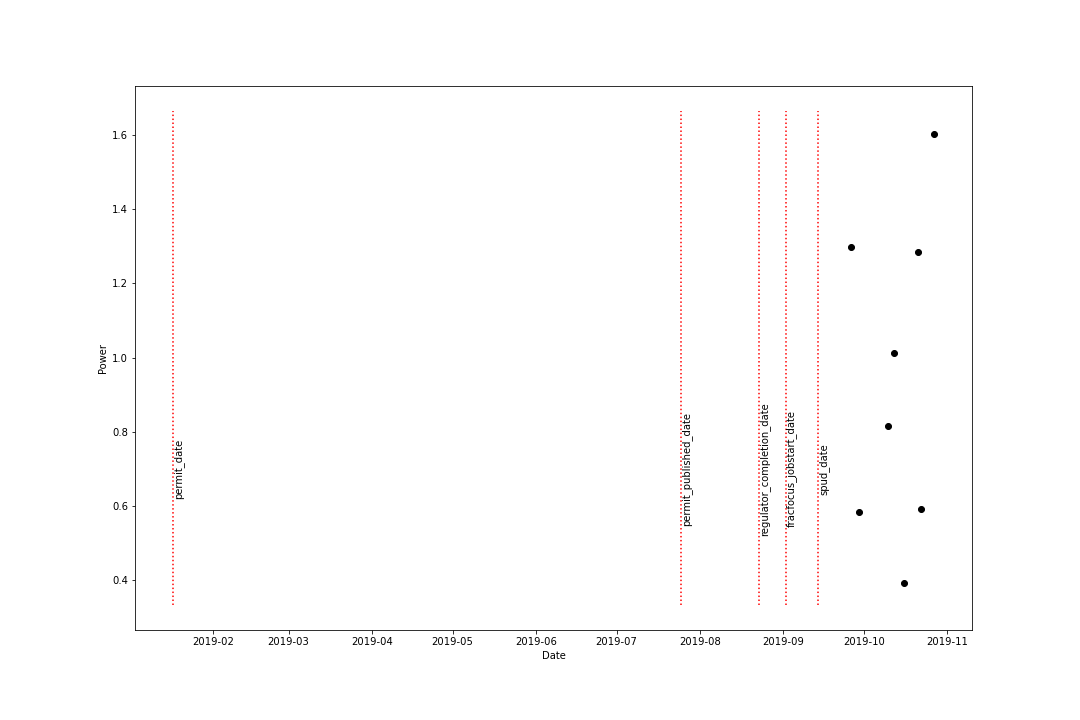 1.6
1.4
1.2
1.0
0.8
0.6
0.4
Power
permit_date
permit_published_date
regulator_completion_date
fracfocus_jobstart_date
spud_date
2019-02 2019-03 2019-04 2019-05 2019-06 2019-07 2019-08 2019-09 2019-10 2019-11
Date